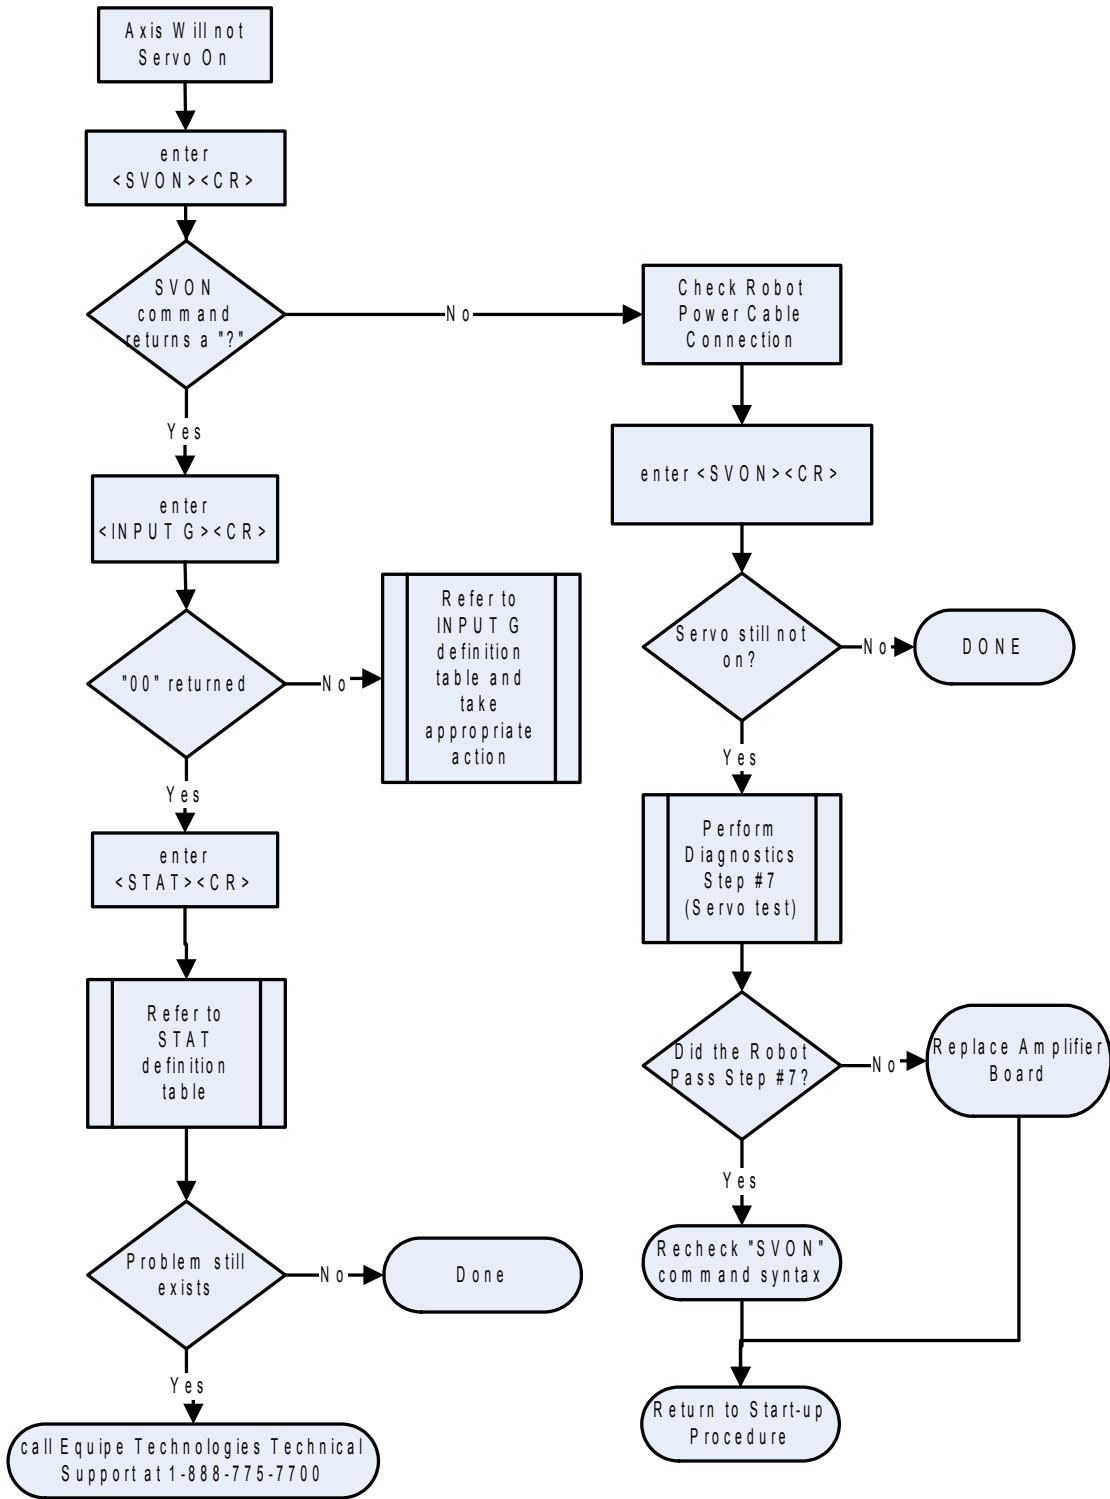 Axis Will not
Servo On
enter
<SVON><CR>
SVON
command
returns a "?"
No
Check Robot
Power Cable
Connection
Yes
enter
<INPUT G><CR>
enter <SVON><CR>
Refer to
INPUT G
definition
table and
take
appropriate
action
Servo still not
on?
No
DONE
"00" returned
No
Yes
Yes
Perform
Diagnostics
Step #7
(Servo test)
enter
<STAT><CR>
Refer to
STAT
definition
table
Did the Robot
Pass Step #7?
No
Replace Amplifier
Board
Yes
Problem still
exists
No
Done
Recheck "SVON"
command syntax
Yes
Return to Start-up
Procedure
call Equipe Technologies Technical
Support at 1-888-775-7700